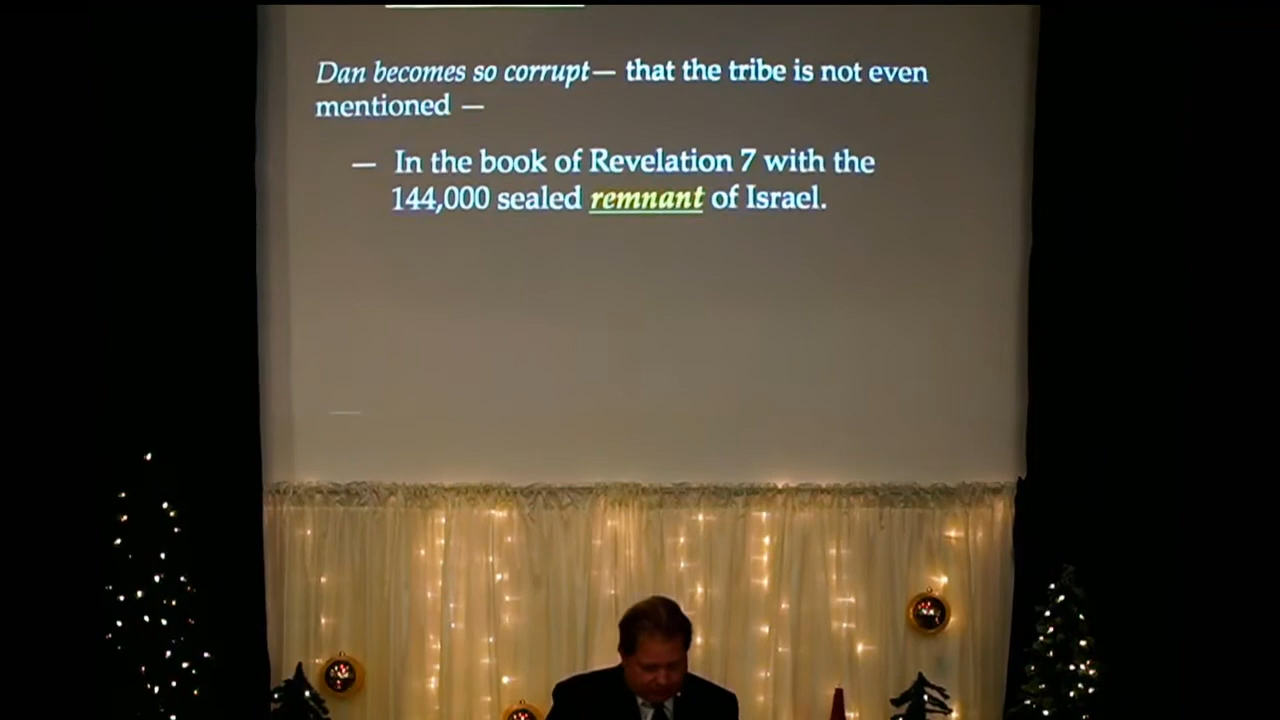 Dan becomes so corrupt— that the tribe is not even
mentioned —
— In the book of Revelation 7 with the
144,000 sealed remnant of Israel.